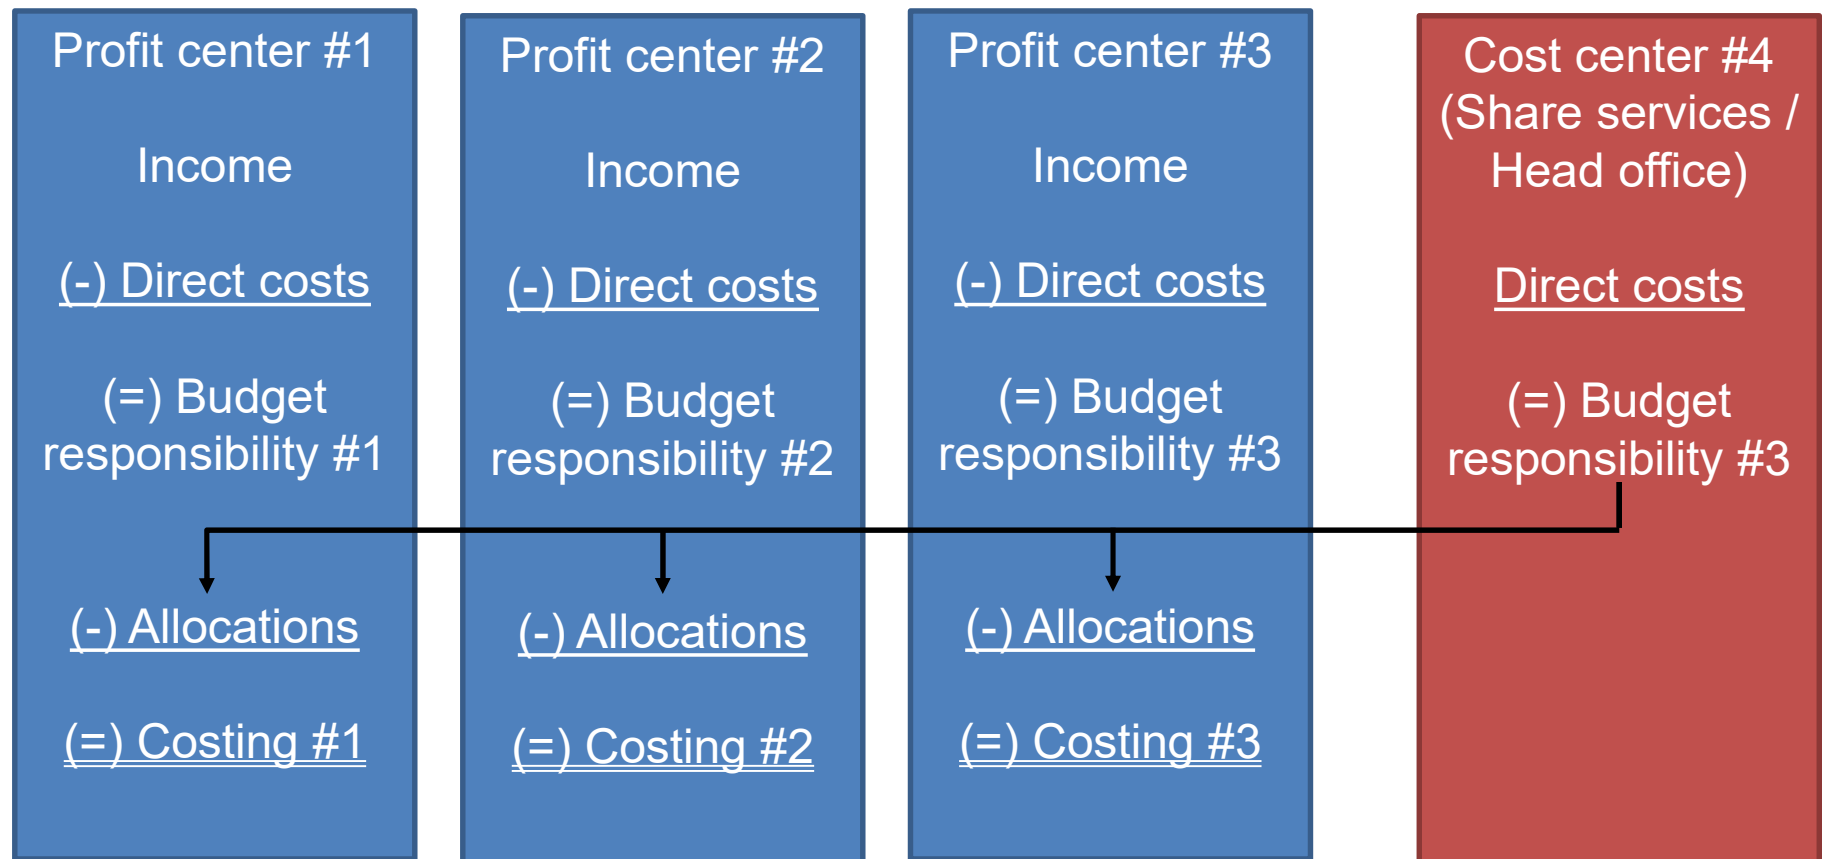 Profit center #1
Income
(-) Direct costs
(=) Budget
responsibility #1
(-) Allocations
(=) Costing #1
Profit center #2
Income
(-) Direct costs
(=) Budget
responsibility #2
(-) Allocations
(=) Costing #2
Profit center #3
Income
(-) Direct costs
(=) Budget
responsibility #3
(-) Allocations
(=) Costing #3
Cost center #4
(Share services /
Head office)
Direct costs
(=) Budget
responsibility #3